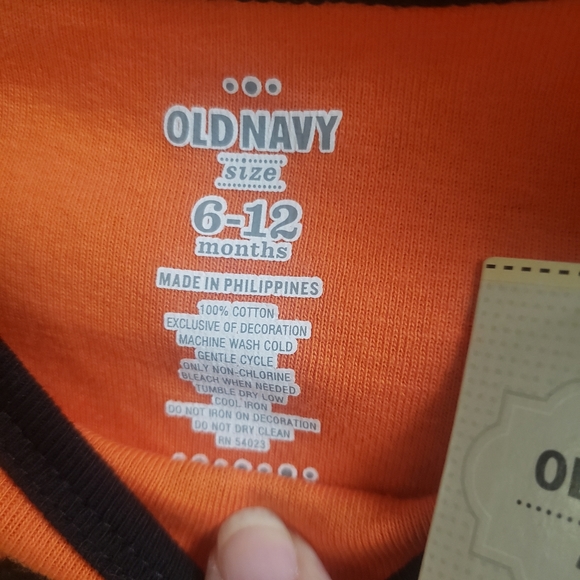 OLD NAVY
size
6-12
months
MADE IN PHILIPPINES
100% COTTON
EXCLUSIVE OF DECORATION
MACHINE WASH COLD
GENTLE CYCLE
ONLY NON-CHLORINE
BLEACH WHEN NEEDED
TUMBLE DRY LOW
COOL IRON
DO NOT IRON ON DECORATION
DO NOT DRY CLEAN
RN 54023